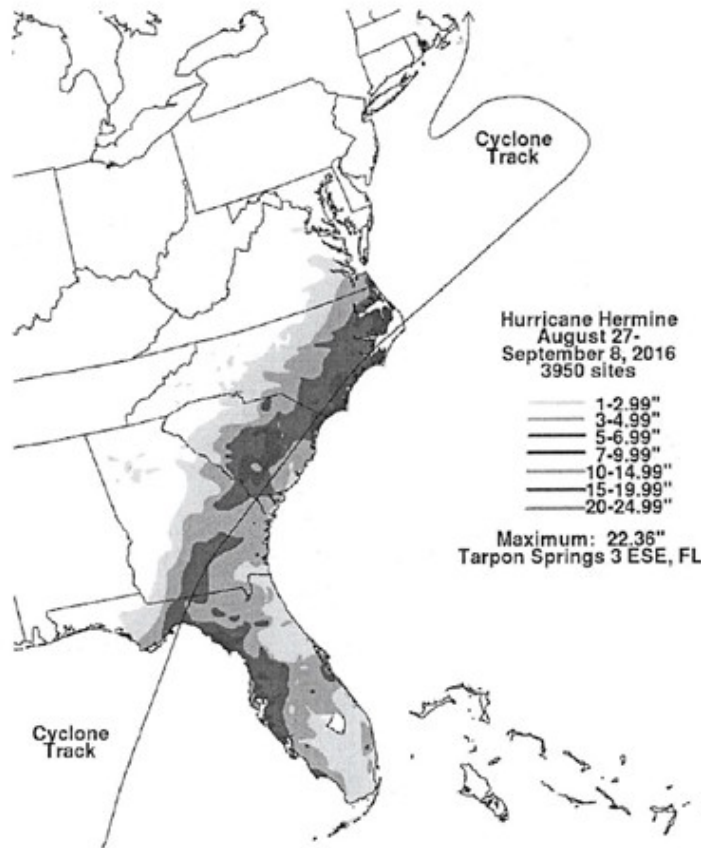 Cyclone
Track
Hurricane Hermine
August 27-
September 8, 2016
3950 sites
1-2.99"
3-4.99"
5-6.99"
7-9.99"
10-14.99"
15-19.99"
20-24.99"
Maximum: 22.36"
Tarpon Springs 3 ESE, FL
Cyclone
Track